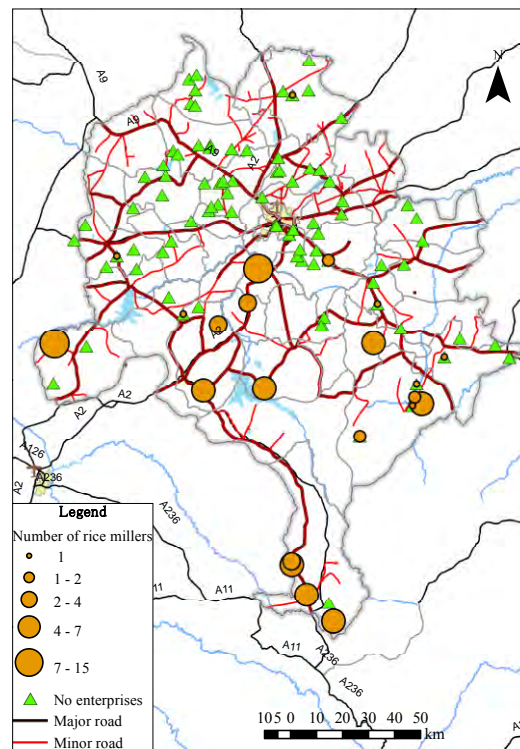 N
A9
A9
A9
A2
A2
A2
A2
A126
A236
A2
A236
Legend
Number of rice millers
1
1 - 2
2 - 4
4 - 7
7 - 15
No enterprises
Major road
Minor road
11
A11
A11
A236
A236
105 0 10 20 30 40 50
km